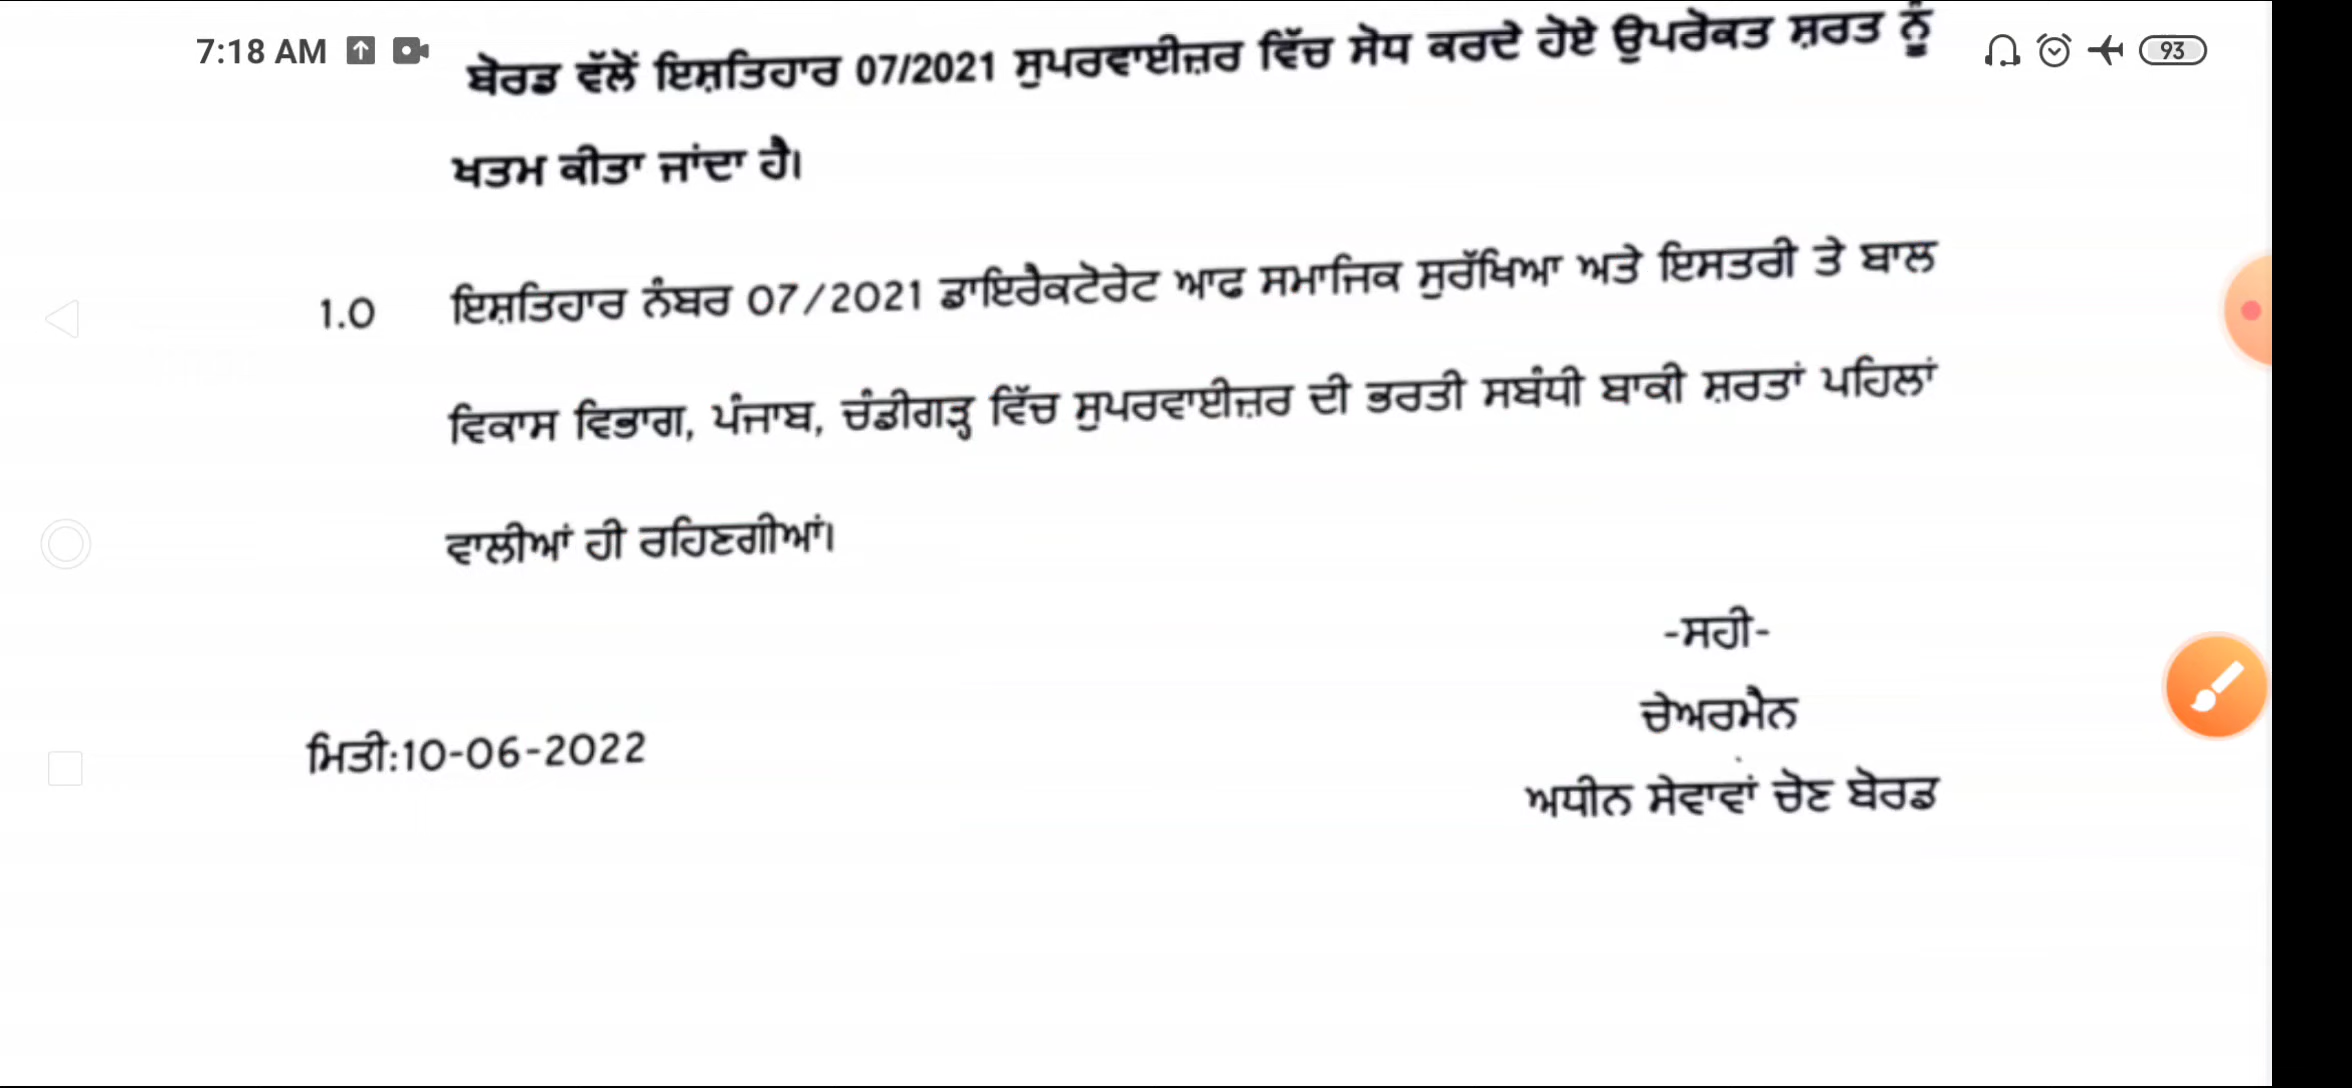 7:18 AM
93
ਬੋਰਡ ਵੱਲੋਂ ਇਸ਼ਤਿਹਾਰ 07/2021 ਸੁਪਰਵਾਈਜ਼ਰ ਵਿੱਚ ਸੋਧ ਕਰਦੇ ਹੋਏ ਉਪਰੋਕਤ ਸ਼ਰਤ ਨੂੰ
ਖਤਮ ਕੀਤਾ ਜਾਂਦਾ ਹੈ।
1.0 ਇਸ਼ਤਿਹਾਰ ਨੰਬਰ 07/2021 ਡਾਇਰੈਕਟੋਰੇਟ ਆਫ ਸਮਾਜਿਕ ਸੁਰੱਖਿਆ ਅਤੇ ਇਸਤਰੀ ਤੇ ਬਾਲ
ਵਿਕਾਸ ਵਿਭਾਗ, ਪੰਜਾਬ, ਚੰਡੀਗੜ੍ਹ ਵਿੱਚ ਸੁਪਰਵਾਈਜ਼ਰ ਦੀ ਭਰਤੀ ਸਬੰਧੀ ਬਾਕੀ ਸ਼ਰਤਾਂ ਪਹਿਲਾਂ
ਵਾਲੀਆਂ ਹੀ ਰਹਿਣਗੀਆਂ।
-ਸਹੀ-
ਚੇਅਰਮੈਨ
ਮਿਤੀ:10-06-2022
ਅਧੀਨ ਸੇਵਾਵਾਂ ਚੋਣ ਬੋਰਡ